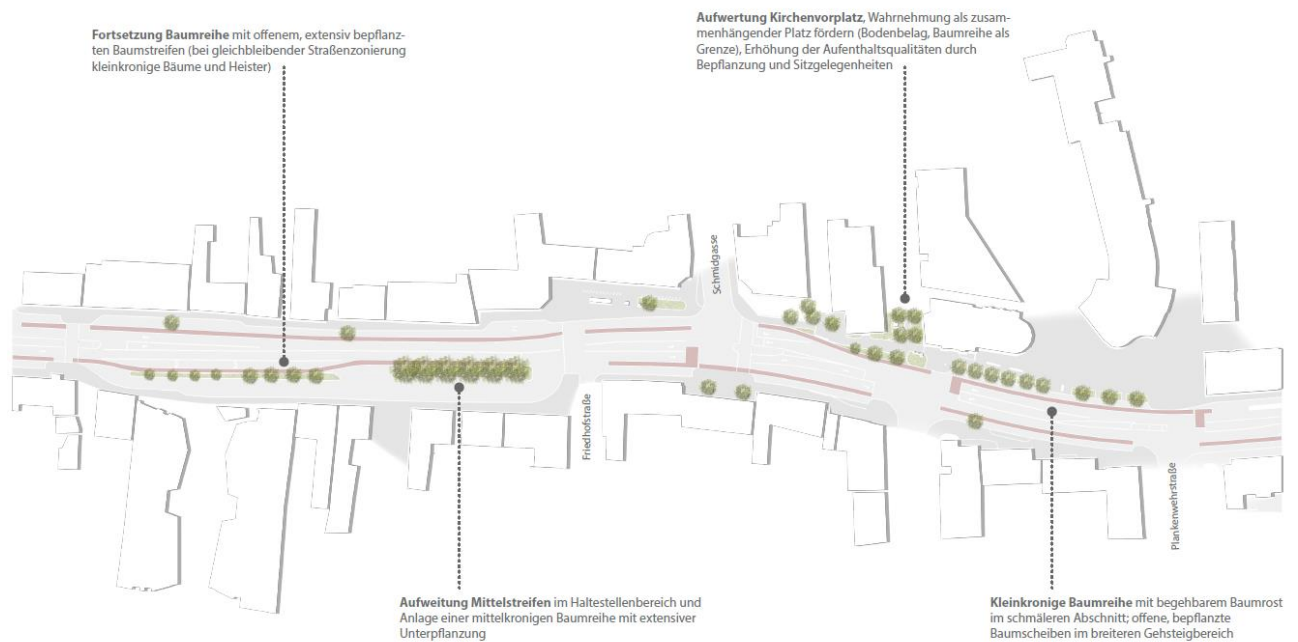 Fortsetzung Baumreihe mit offenem, extensiv bepflanz-
ten Baumstreifen (bei gleichbleibender Straßenzonierung
kleinkronige Bäume und Heister)
Aufwertung Kirchenvorplatz, Wahrnehmung als zusam-
menhängender Platz fördern (Bodenbelag, Baumreihe als
Grenze), Erhöhung der Aufenthaltsqualitäten durch
Bepflanzung und Sitzgelegenheiten
Schmidgasse
Friedhofstraße
Plankenwehrstraße
Aufweitung Mittelstreifen im Haltestellenbereich und
Anlage einer mittelkronigen Baumreihe mit extensiver
Unterpflanzung
Kleinkronige Baumreihe mit begehbarem Baumrost
im schmäleren Abschnitt; offene, bepflanzte
Baumscheiben im breiteren Gehsteigbereich